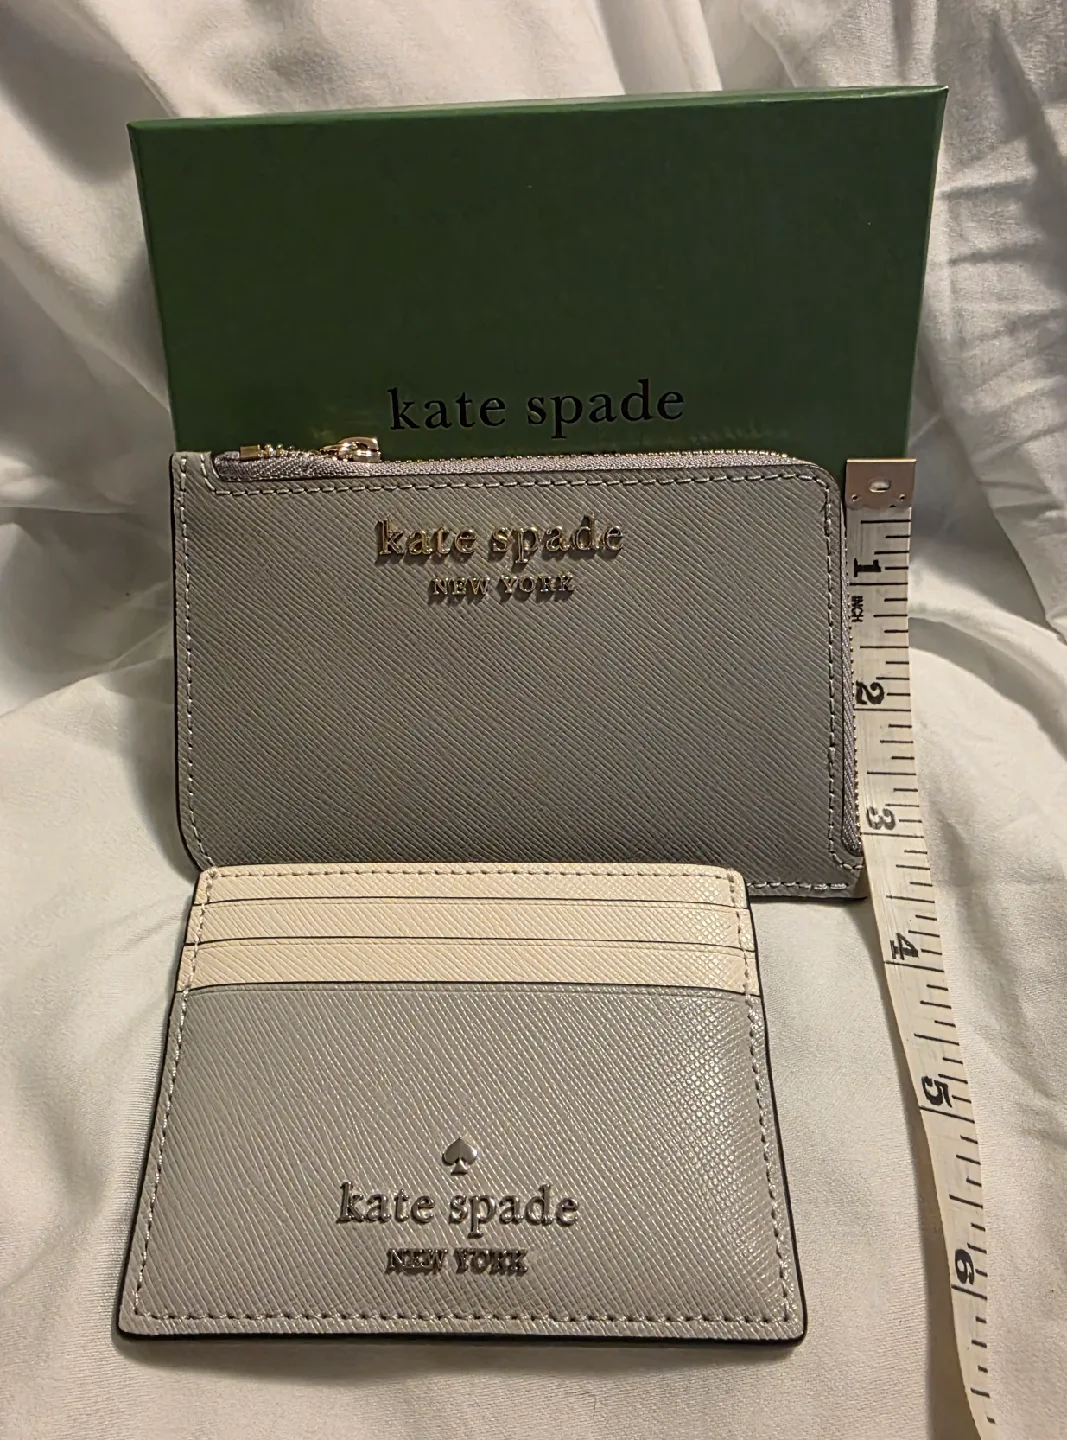 kate spade
kate spade
NEW YORK
1
INCH
2
3
4
5
6
kate spade
NEW YORK